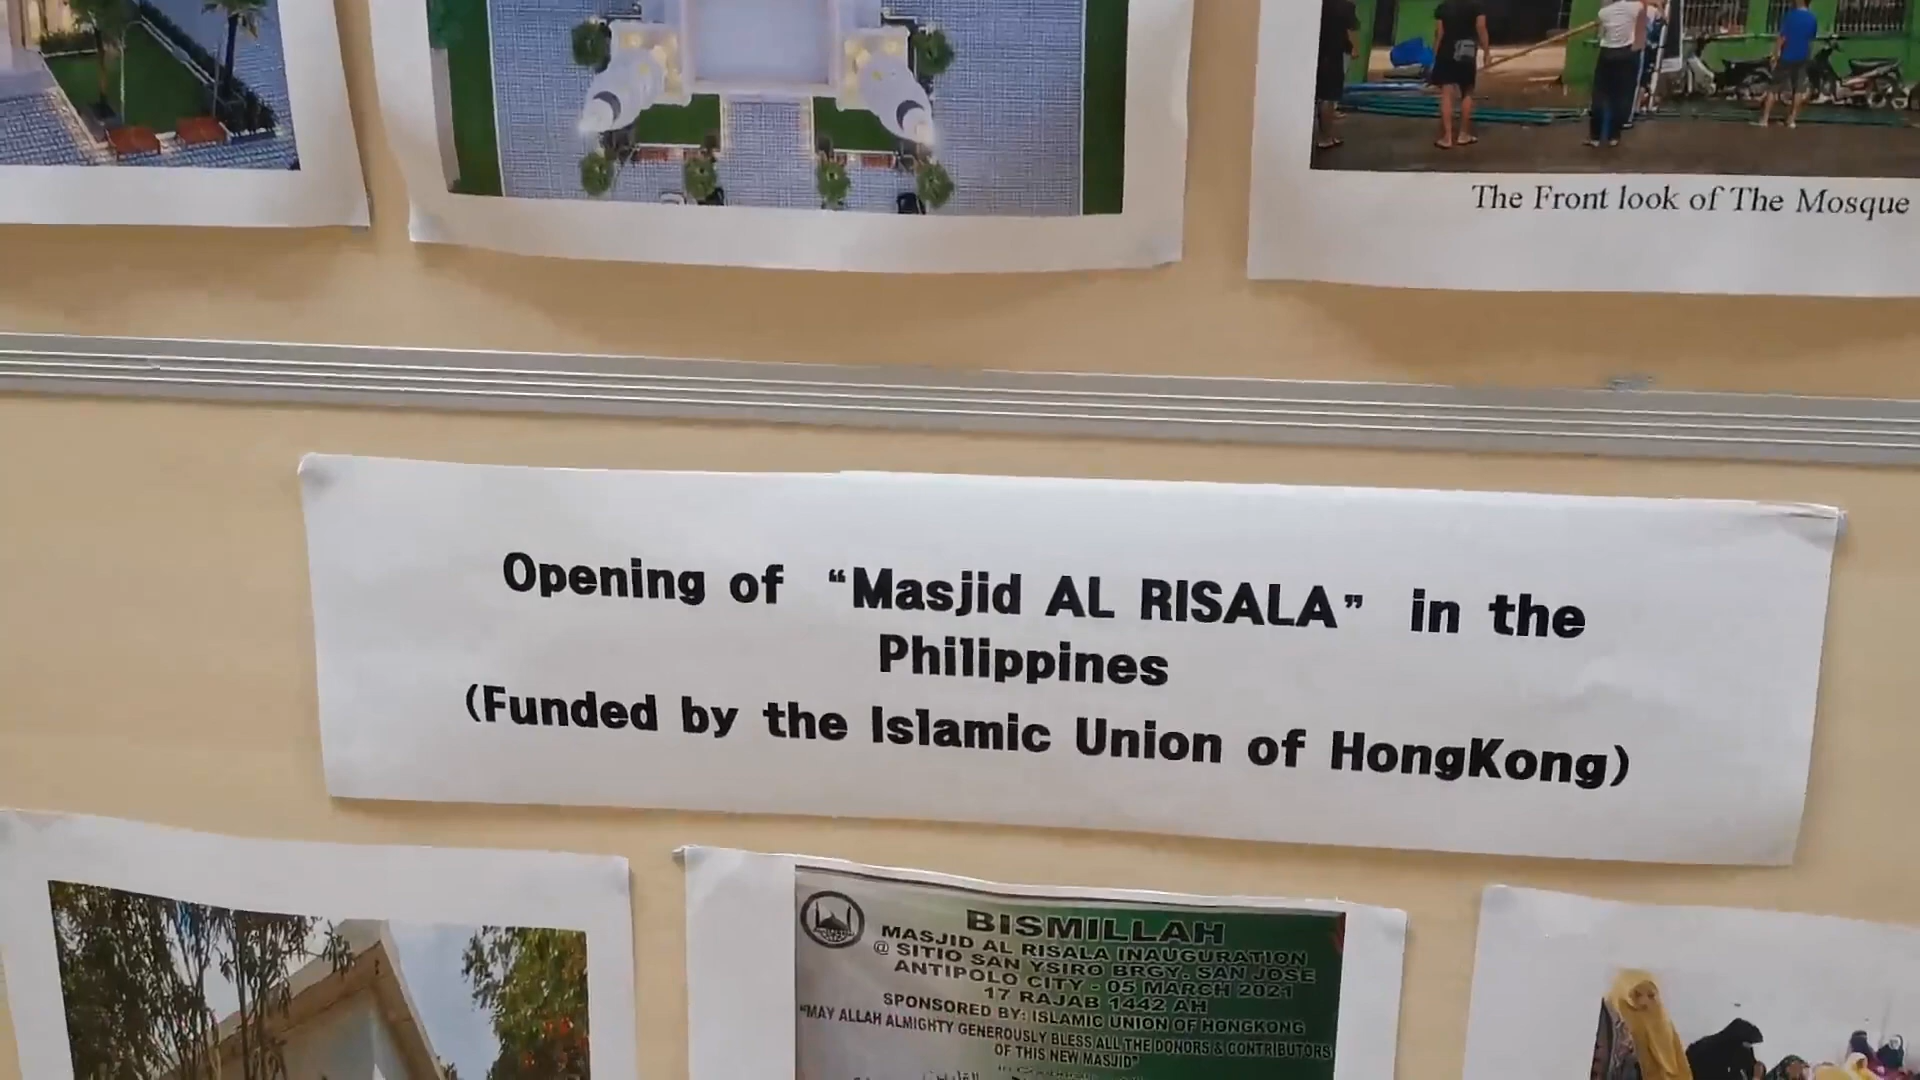 The Front look of The Mosque
Opening of “Masjid AL RISALA” in the
Philippines
(Funded by the Islamic Union of HongKong)
BISMILLAH
MASJID AL RISALA INAUGURATION
@ SITIO SAN YSIRO BRGY. SAN JOSE
ANTIPOLO CITY - 05 MARCH 2021
17 RAJAB 1442 AH
SPONSORED BY: ISLAMIC UNION OF HONGKONG
"MAY ALLAH ALMIGHTY GENEROUSLY BLESS ALL THE DONORS & CONTRIBUTORS
OF THIS NEW MASJID"